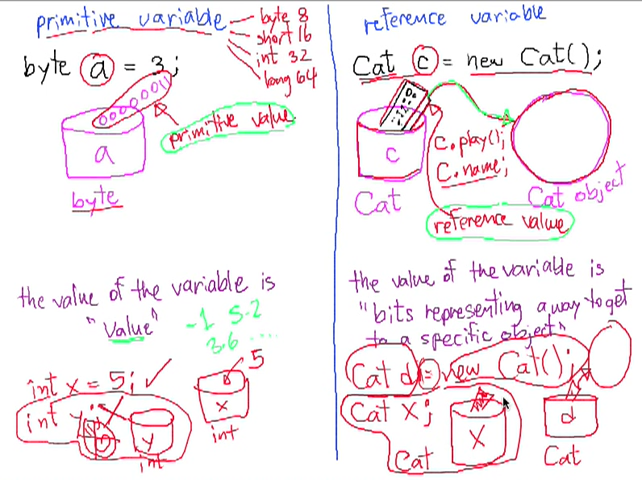 primitive variable
byte 8
short 16
int 32
long 64
byte a = 3;
00000011
a
byte
primitive value
the value of the variable is
"value"
-1 5.2
3.6 ....
int x = 5; ✓
5
x
int
int y;
y
int
reference variable
Cat c = new Cat();
c
Cat
c.play();
c.name;
Cat object
reference value
the value of the variable is
"bits representing a way to get
to a specific object"
Cat d = new Cat();
d
Cat
Cat x;
X
Cat